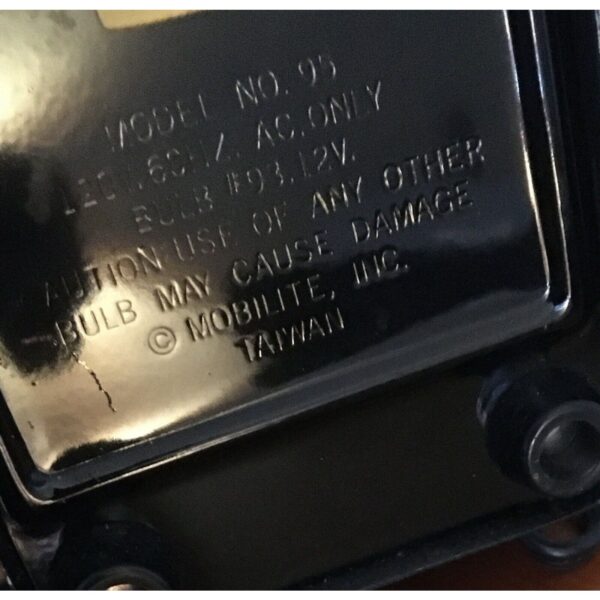 MODEL NO. 95
120V. 60HZ. AC. ONLY
BULB #93. 12V.
CAUTION USE OF ANY OTHER
BULB MAY CAUSE DAMAGE
© MOBILITE, INC.
TAIWAN